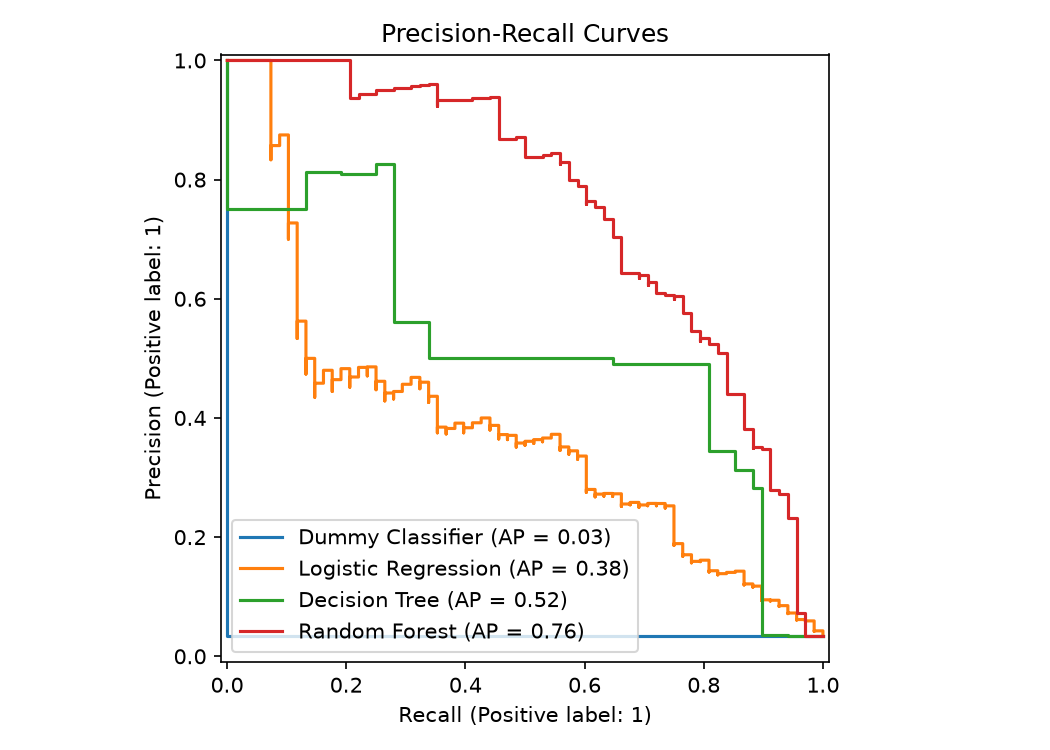 Precision-Recall Curves
1.0
0.8
0.6
0.4
0.2
0.0
Precision (Positive label: 1)
Dummy Classifier (AP = 0.03)
Logistic Regression (AP = 0.38)
Decision Tree (AP = 0.52)
Random Forest (AP = 0.76)
0.0 0.2 0.4 0.6 0.8 1.0
Recall (Positive label: 1)